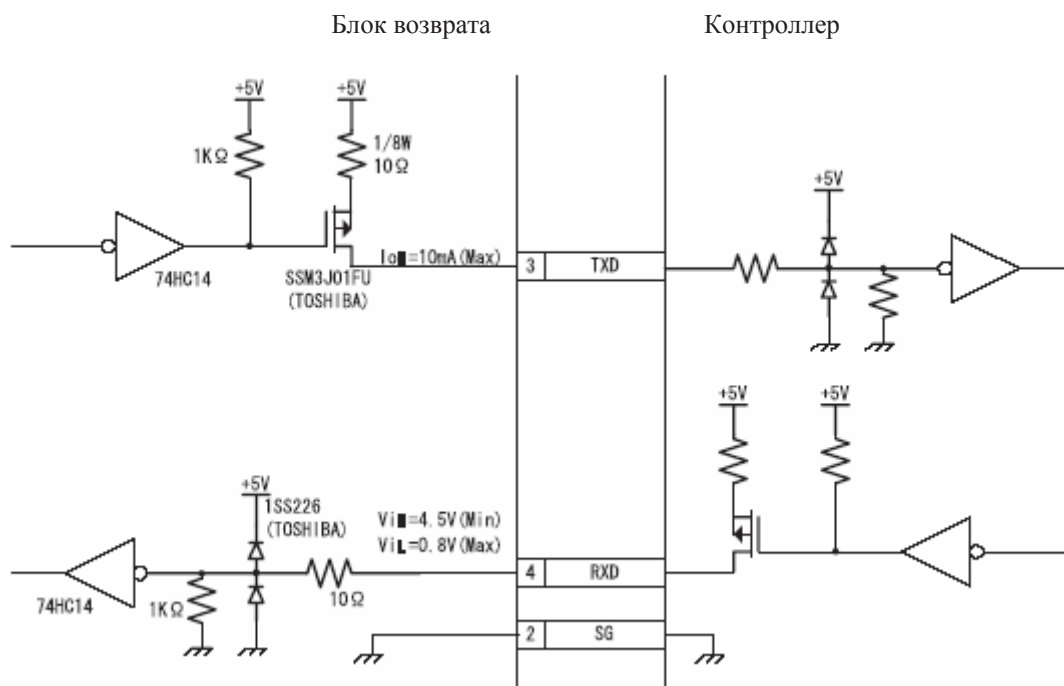 Блок возврата
Контроллер
+5V
+5V
1KΩ
1/8W
10Ω
74HC14
SSM3J01FU
(TOSHIBA)
=10mA(Max)
3 TXD
+5V
+5V
+5V
+5V
1SS226
(TOSHIBA)
=4.5V(Min)
ViL=0.8V(Max)
74HC14
1KΩ
10Ω
4 RXD
2 SG